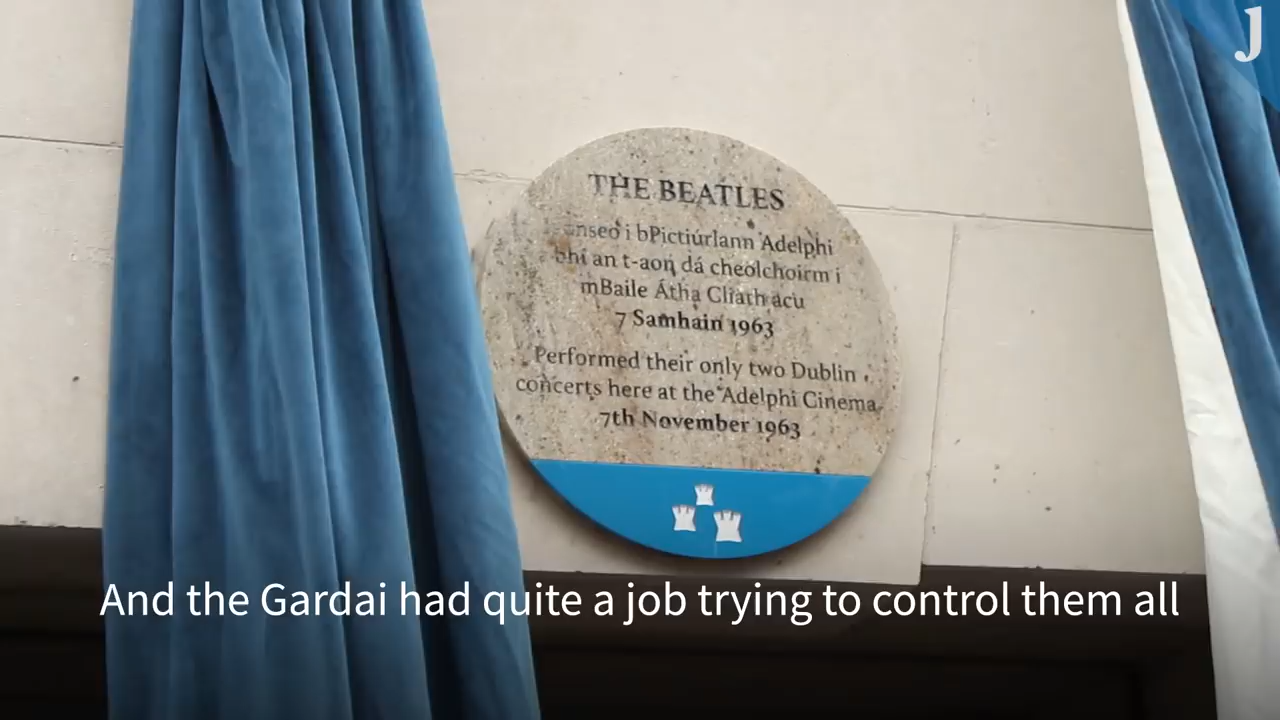 J
THE BEATLES
Anseo i bPictiúrlann Adelphi
bhí an t-aon dá cheolchoirm i
mBaile Átha Cliath acu
7 Samhain 1963
Performed their only two Dublin
concerts here at the Adelphi Cinema
7th November 1963
And the Gardai had quite a job trying to control them all